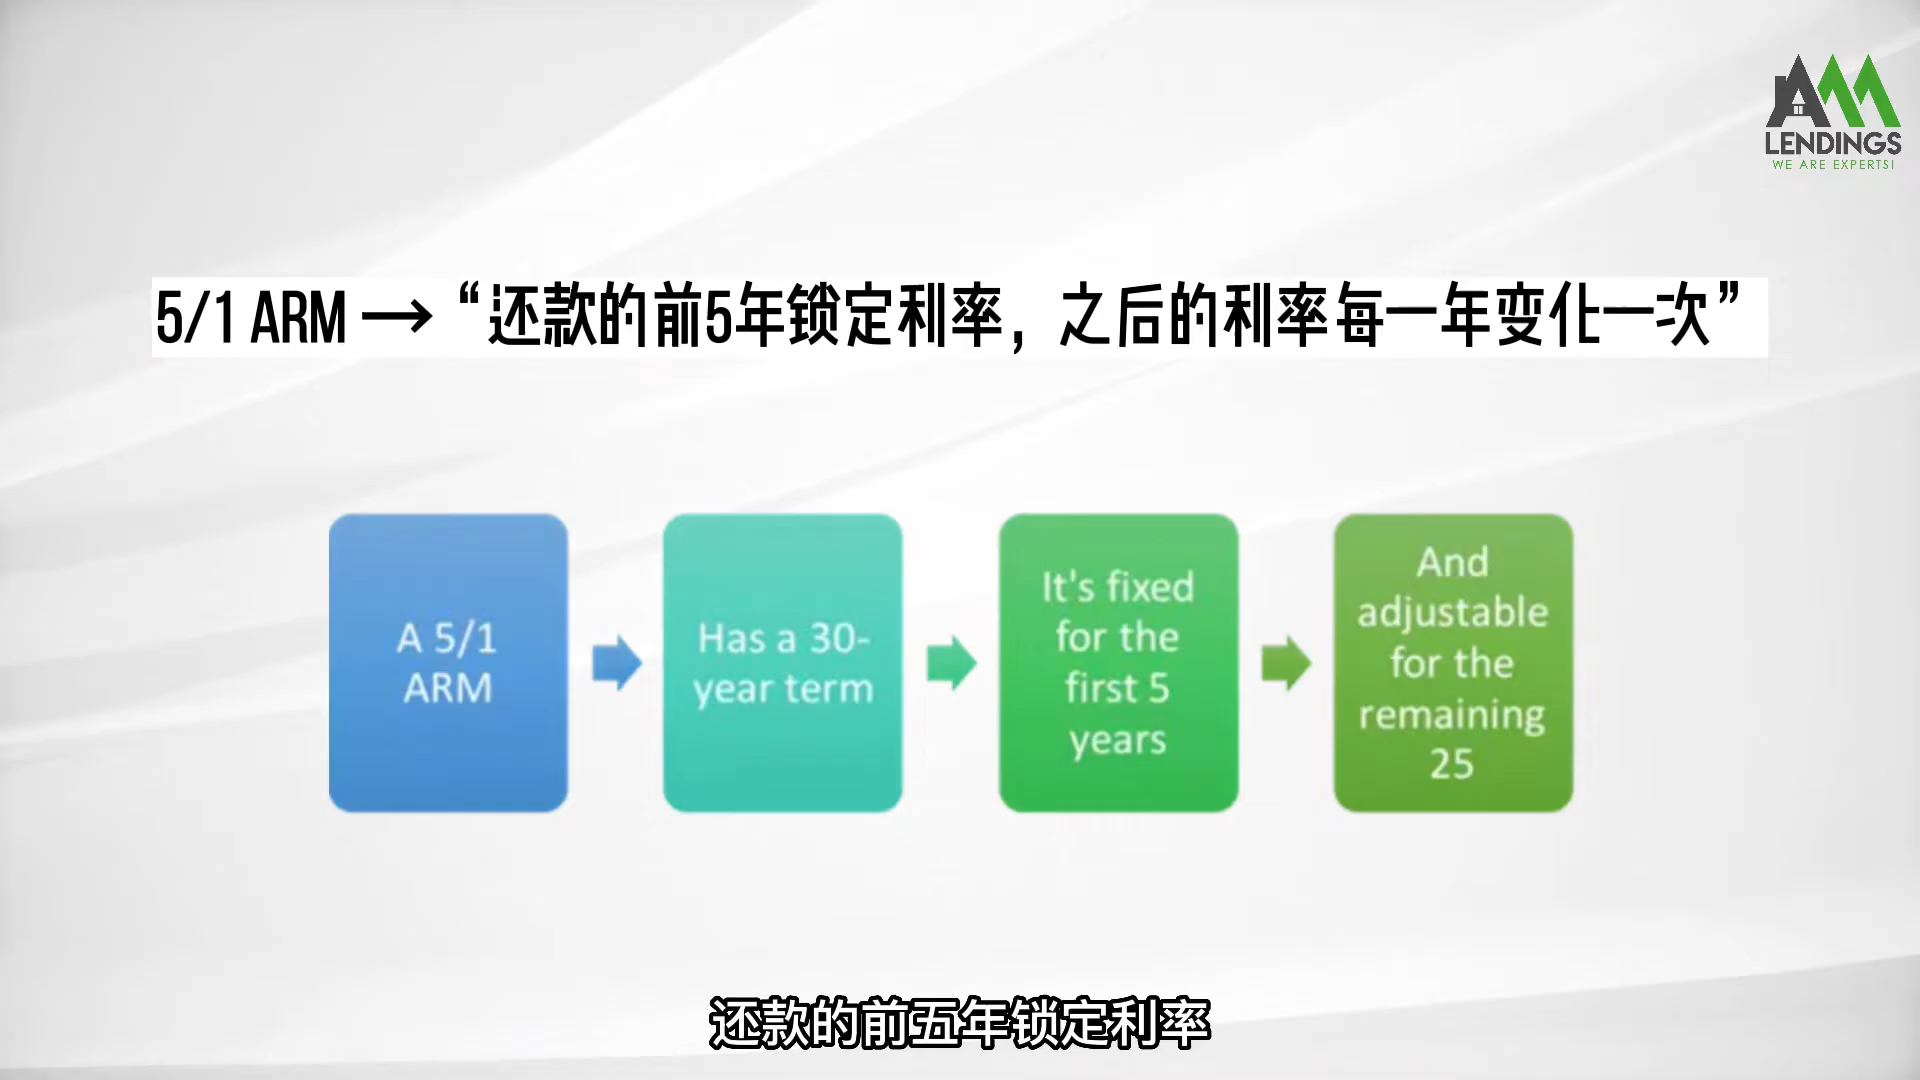 AMM
LENDINGS
WE ARE EXPERTS!
5/1 ARM → “还款的前5年锁定利率，之后的利率每一年变化一次”
A 5/1
ARM
Has a 30-
year term
It's fixed
for the
first 5
years
And
adjustable
for the
remaining
25
还款的前五年锁定利率